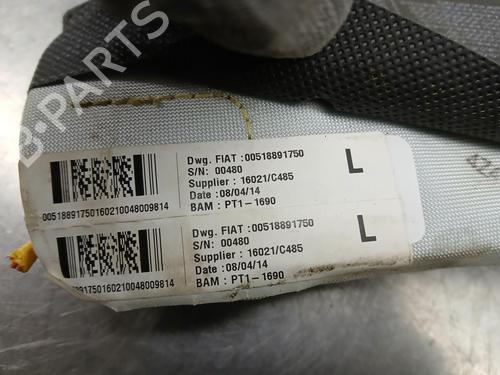 B-PARTS
Dwg. FIAT :00518891750
S/N: 00480
Supplier : 16021/C485
Date :08/04/14
BAM : PT1-1690
L
00518891750160210048009814
Dwg. FIAT :00518891750
S/N: 00480
Supplier : 16021/C485
Date :08/04/14
BAM : PT1-1690
L
00518891750160210048009814